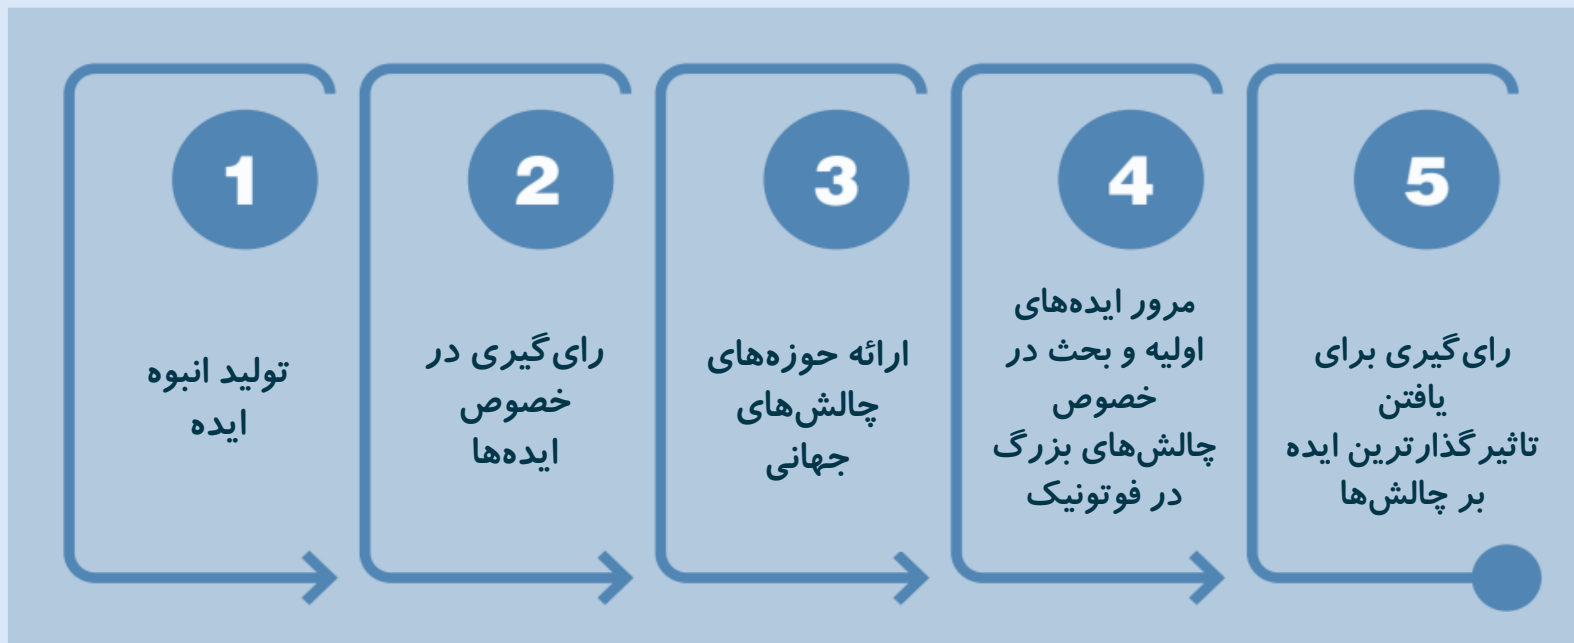 1
تولید انبوه
ایده
2
رای‌گیری در
خصوص
ایده‌ها
3
ارائه حوزه‌های
چالش‌های
جهانی
4
مرور ایده‌های
اولیه و بحث در
خصوص
چالش‌های بزرگ
در فوتونیک
5
رای‌گیری برای
یافتن
تاثیرگذارترین ایده
بر چالش‌ها